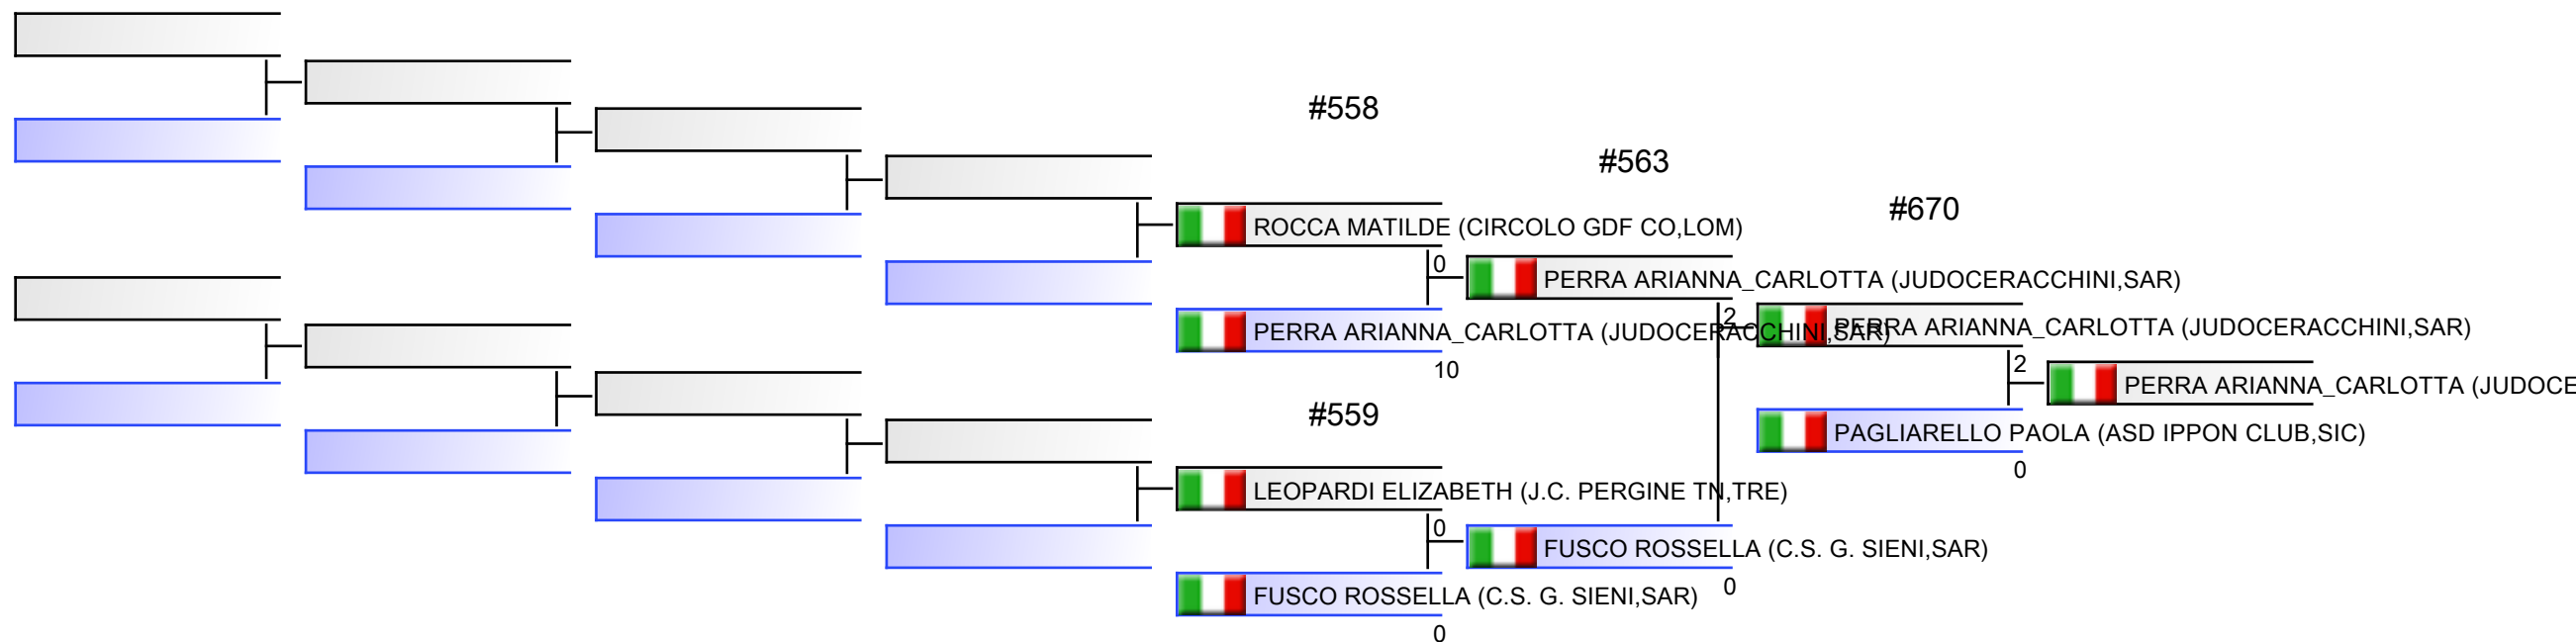 #558
#563
#670
ROCCA MATILDE (CIRCOLO GDF CO,LOM)
0
PERRA ARIANNA_CARLOTTA (JUDOCERACCHINI,SAR)
2
PERRA ARIANNA_CARLOTTA (JUDOCERACCHINI,SAR)
PERRA ARIANNA_CARLOTTA (JUDOCERACCHINI,SAR)
10
2
PERRA ARIANNA_CARLOTTA (JUDOCE
#559
PAGLIARELLO PAOLA (ASD IPPON CLUB,SIC)
0
LEOPARDI ELIZABETH (J.C. PERGINE TN,TRE)
0
FUSCO ROSSELLA (C.S. G. SIENI,SAR)
0
FUSCO ROSSELLA (C.S. G. SIENI,SAR)
0